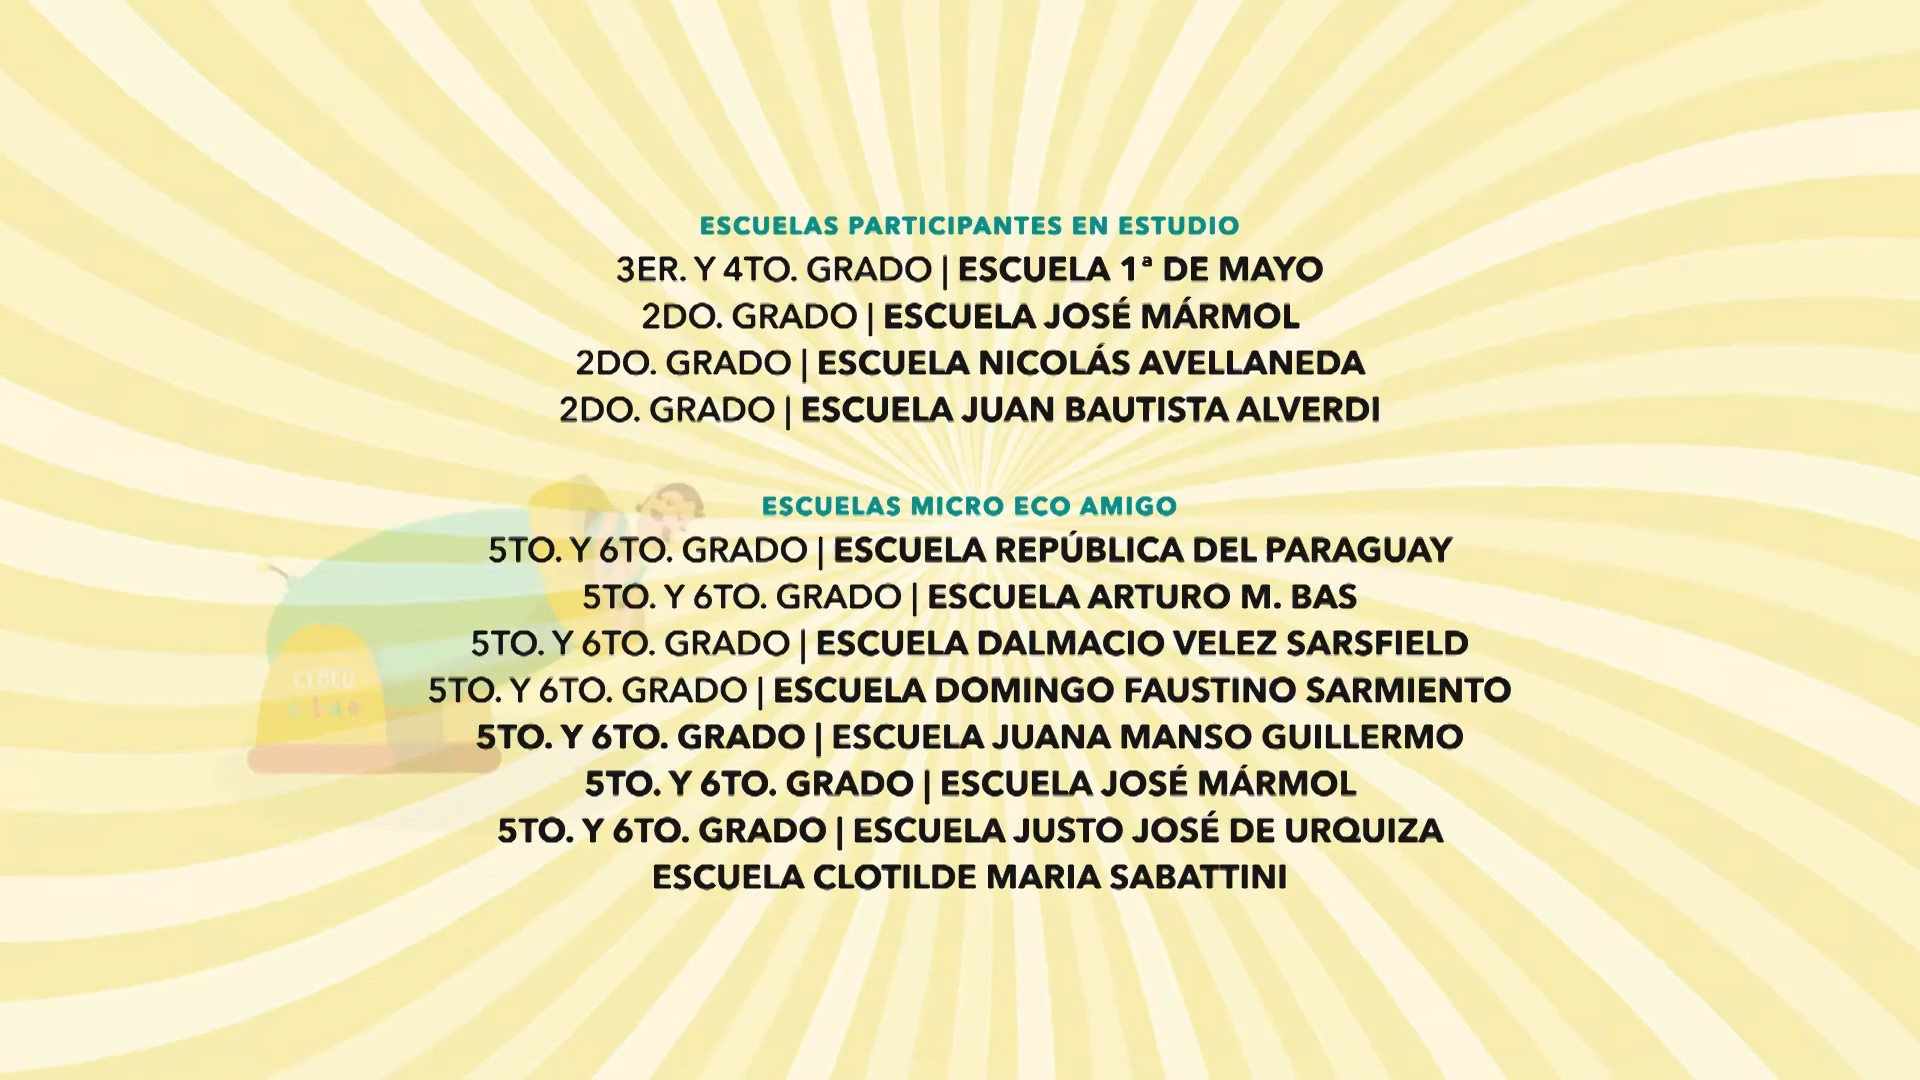 ESCUELAS PARTICIPANTES EN ESTUDIO
3ER. Y 4TO. GRADO | ESCUELA 1ª DE MAYO
2DO. GRADO | ESCUELA JOSÉ MÁRMOL
2DO. GRADO | ESCUELA NICOLÁS AVELLANEDA
2DO. GRADO | ESCUELA JUAN BAUTISTA ALVERDI
ESCUELAS MICRO ECO AMIGO
5TO. Y 6TO. GRADO | ESCUELA REPÚBLICA DEL PARAGUAY
5TO. Y 6TO. GRADO | ESCUELA ARTURO M. BAS
5TO. Y 6TO. GRADO | ESCUELA DALMACIO VELEZ SARSFIELD
5TO. Y 6TO. GRADO | ESCUELA DOMINGO FAUSTINO SARMIENTO
5TO. Y 6TO. GRADO | ESCUELA JUANA MANSO GUILLERMO
5TO. Y 6TO. GRADO | ESCUELA JOSÉ MÁRMOL
5TO. Y 6TO. GRADO | ESCUELA JUSTO JOSÉ DE URQUIZA
ESCUELA CLOTILDE MARIA SABATTINI